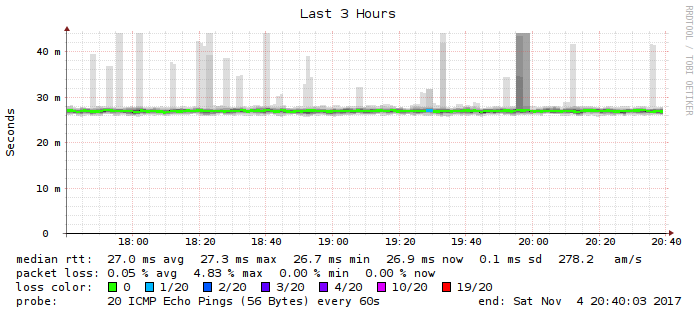 Last 3 Hours
RRDTOOL / TOBI OETIKER
Seconds
40 m
30 m
20 m
10 m
0
18:00 18:20 18:40 19:00 19:20 19:40 20:00 20:20 20:40
median rtt: 27.0 ms avg 27.3 ms max 26.7 ms min 26.9 ms now 0.1 ms sd 278.2 am/s
packet loss: 0.05 % avg 4.83 % max 0.00 % min 0.00 % now
loss color: 0 1/20 2/20 3/20 4/20 10/20 19/20
probe: 20 ICMP Echo Pings (56 Bytes) every 60s end: Sat Nov 4 20:40:03 2017